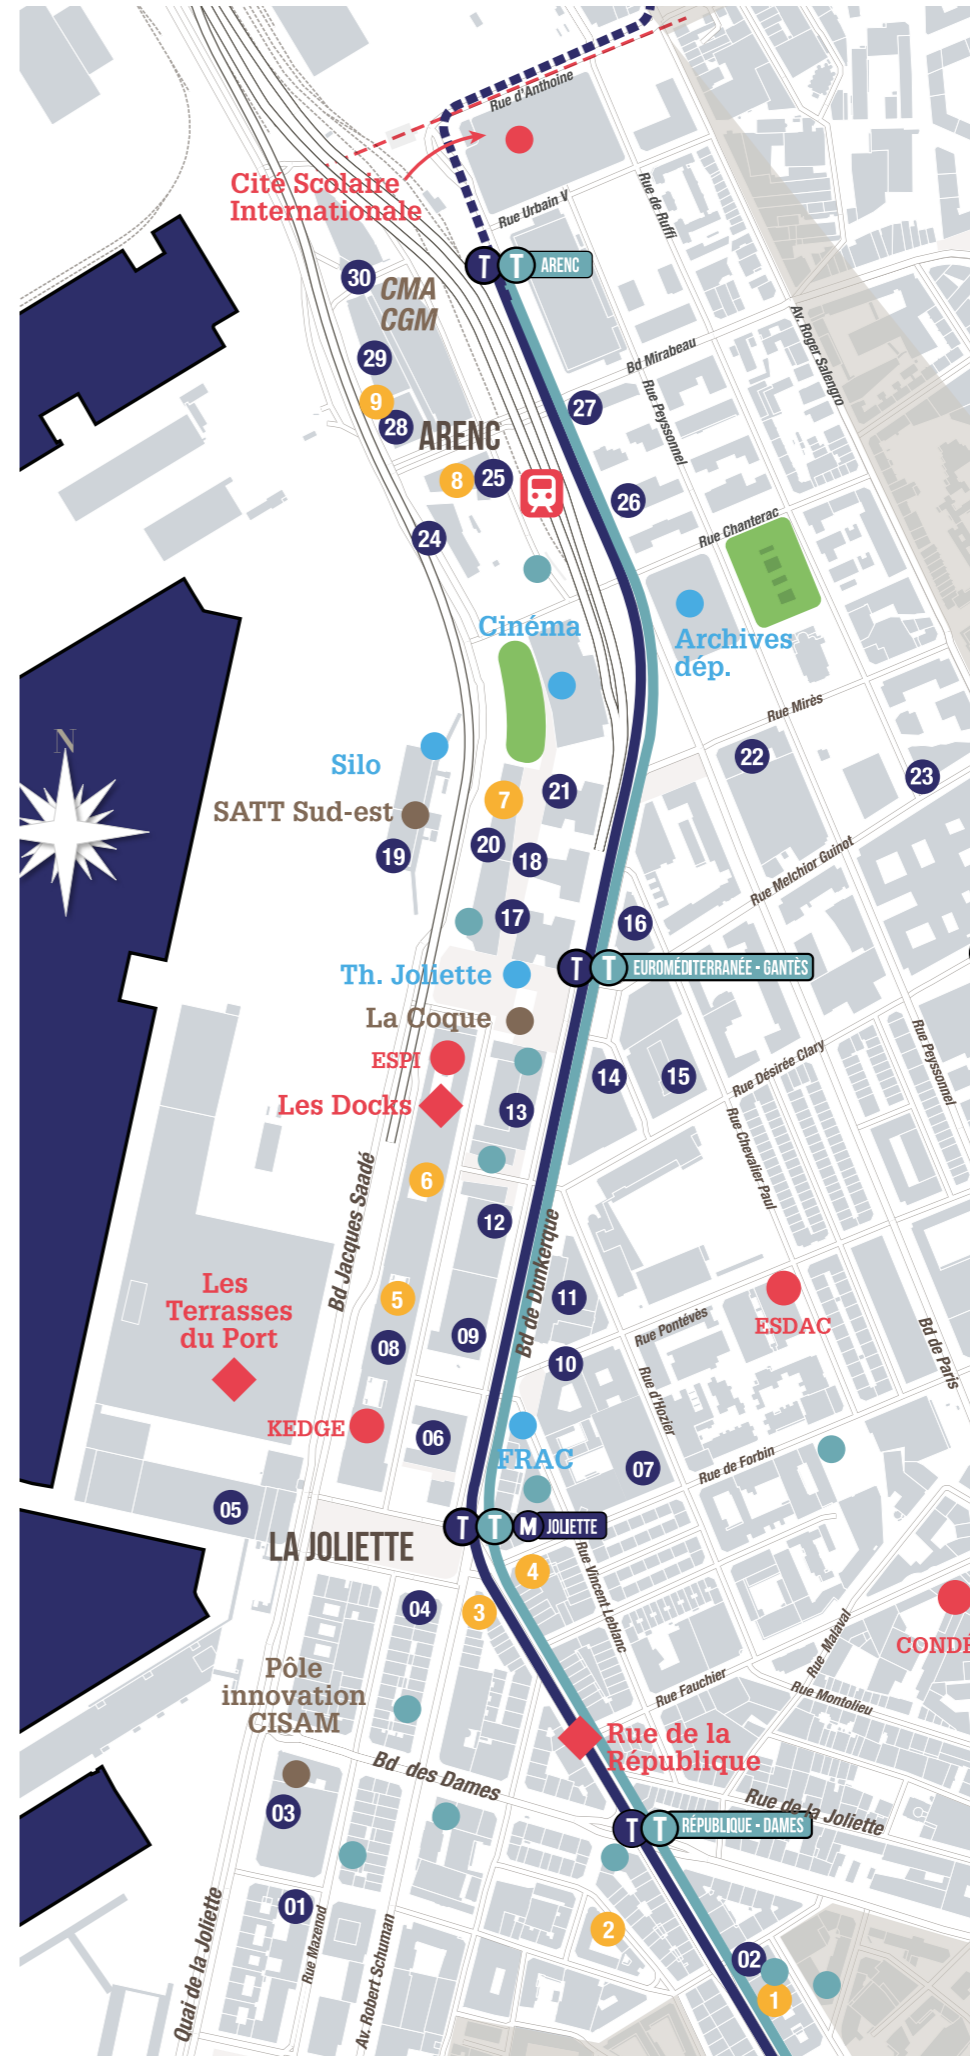 Rue d'Anthoine
Cité Scolaire
Internationale
Rue Urbain V
Rue de Ruffi
T T ARENC
30
CMA
CGM
Av. Roger Salengro
29
Bd Mirabeau
9
28
ARENC
27
Rue Peyssonnel
8
25
26
24
Rue Chanterac
Cinéma
Archives
dép.
Rue Mirès
N
Silo
22
23
7
21
SATT Sud-est
19
20
18
Rue Melchior Guinot
17
16
Th. Joliette
T T EUROMÉDITERRANÉE - GANTÈS
La Coque
ESPI
Rue Peyssonnel
Rue Désirée Clary
Les Docks
13
14
15
Rue Chevalier Paul
Bd Jacques Saadé
6
12
Bd de Dunkerque
Les
Terrasses
du Port
5
11
ESDAC
Rue Pontévès
08
09
10
Bd de Paris
Rue d'Hozier
KEDGE
06
FRAC
07
Rue de Forbin
05
LA JOLIETTE
T T M JOLIETTE
4
Rue Vincent Leblanc
04
3
CONDÉ
Rue Malaval
Pôle
innovation
CISAM
Rue Fauchier
Rue Montolieu
Rue de la
République
Bd des Dames
03
Rue de la Joliette
T T RÉPUBLIQUE - DAMES
01
Rue Mazenod
Av. Robert Schuman
Quai de la Joliette
2
02
1